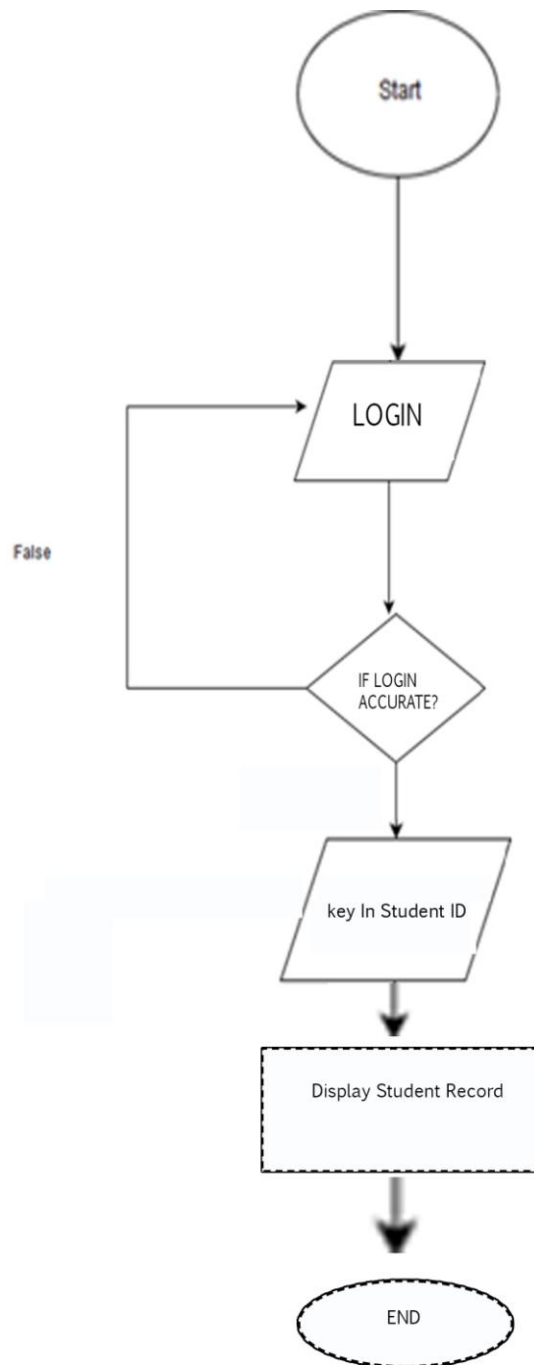 Start
LOGIN
False
IF LOGIN
ACCURATE?
key In Student ID
Display Student Record
END